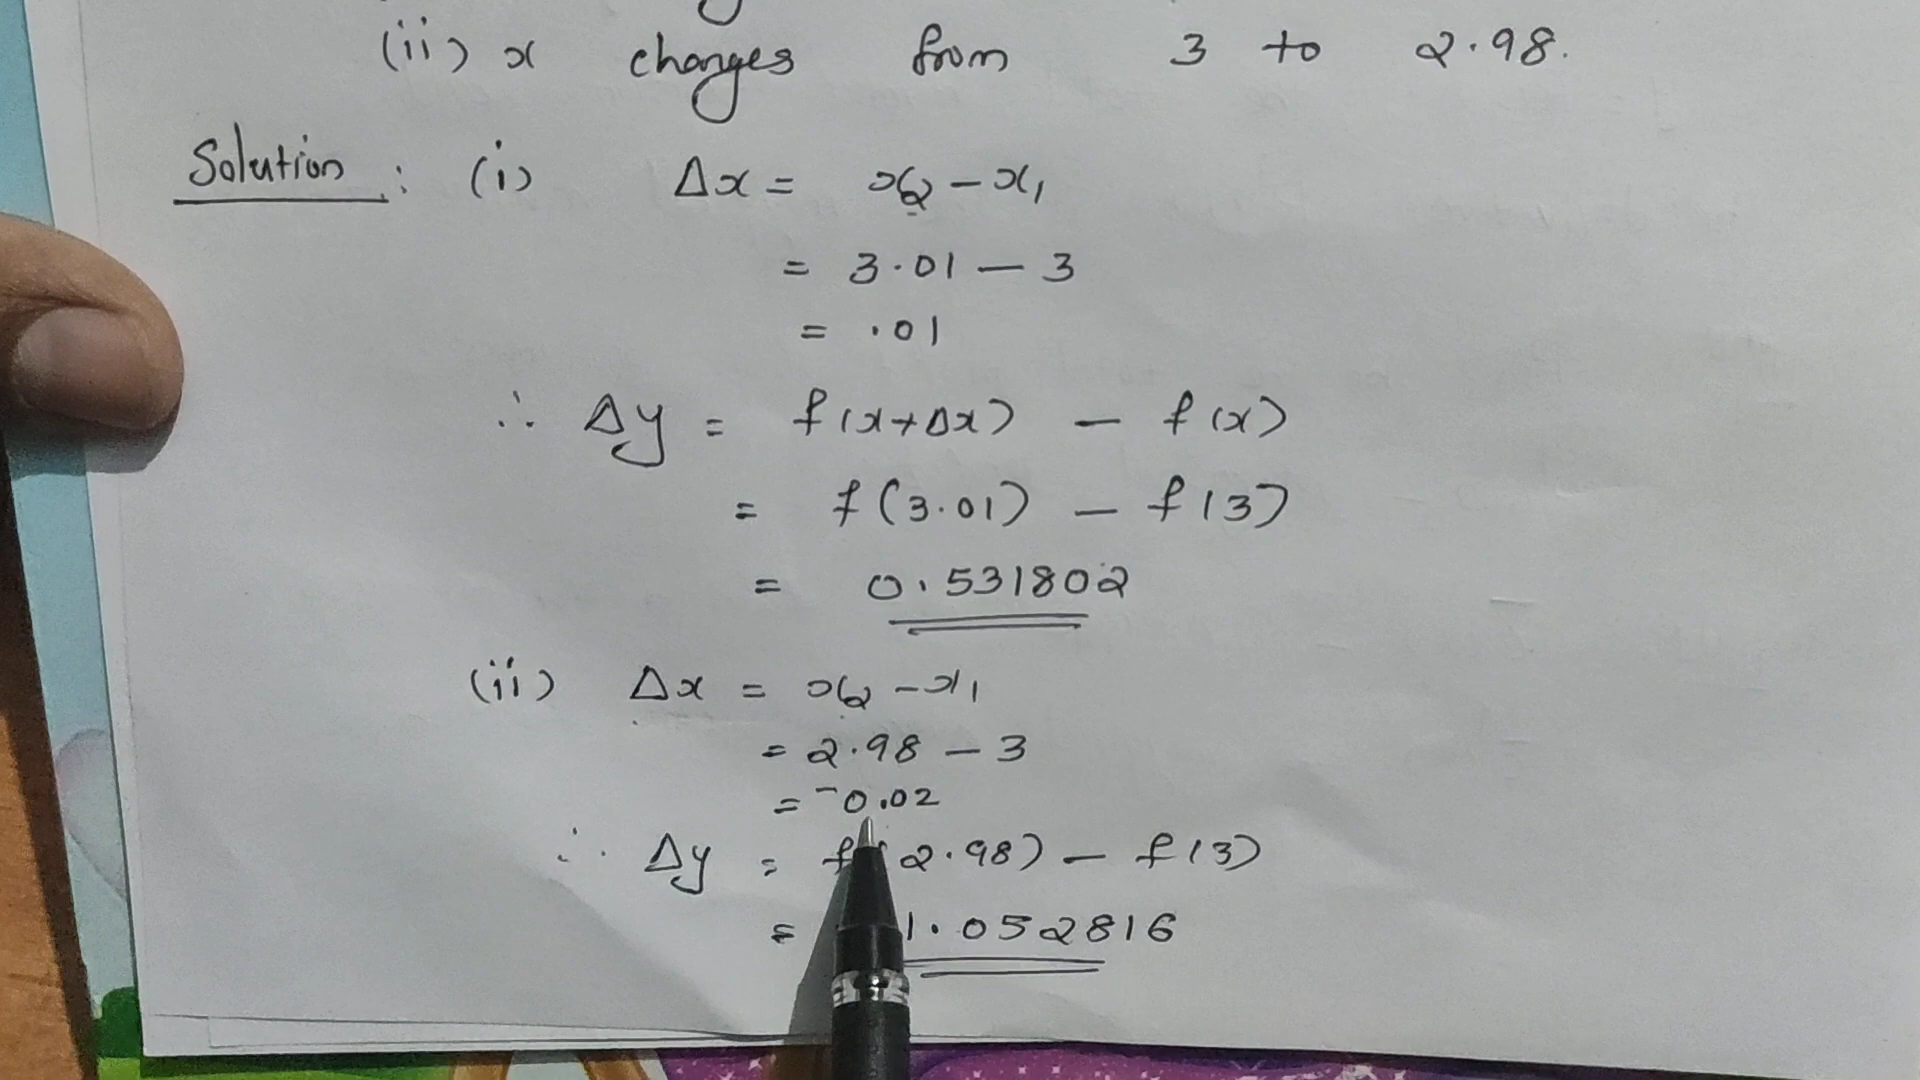 (ii) x changes from 3 to 2.98.
Solution : (i) Δx = x₂ - x₁
= 3.01 - 3
= .01
∴ Δy = f(x+Δx) - f(x)
= f(3.01) - f(3)
= 0.531802
(ii) Δx = x₂ - x₁
= 2.98 - 3
= -0.02
∴ Δy = f(2.98) - f(3)
= 1.052816